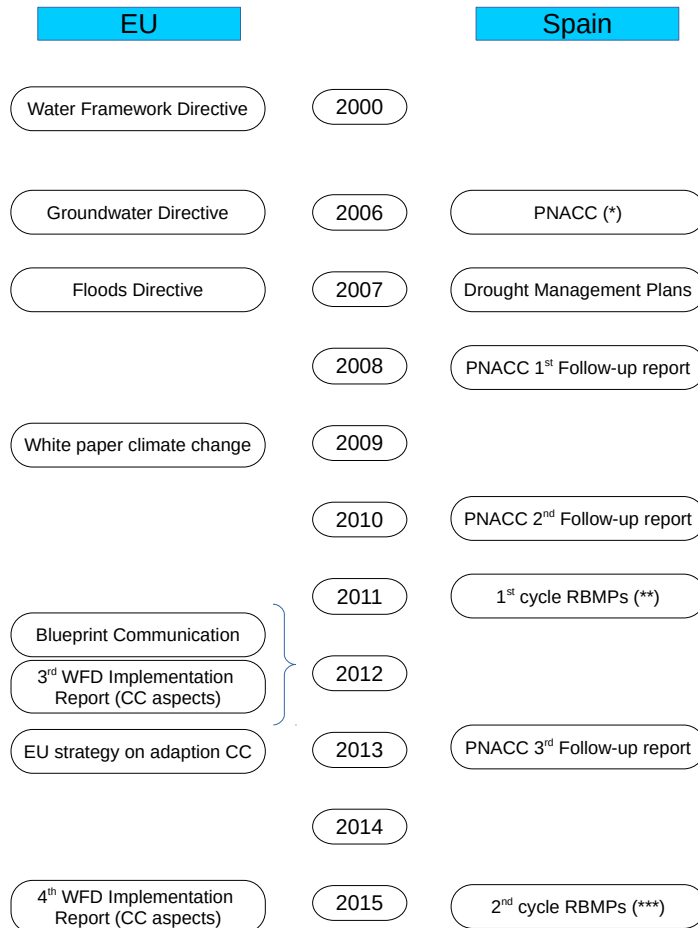 EU
Spain
Water Framework Directive
2000
Groundwater Directive
2006
PNACC (*)
Floods Directive
2007
Drought Management Plans
2008
PNACC 1st Follow-up report
White paper climate change
2009
2010
PNACC 2nd Follow-up report
2011
1st cycle RBMPs (**)
Blueprint Communication
3rd WFD Implementation
Report (CC aspects)
2012
EU strategy on adaption CC
2013
PNACC 3rd Follow-up report
2014
4th WFD Implementation
Report (CC aspects)
2015
2nd cycle RBMPs (***)